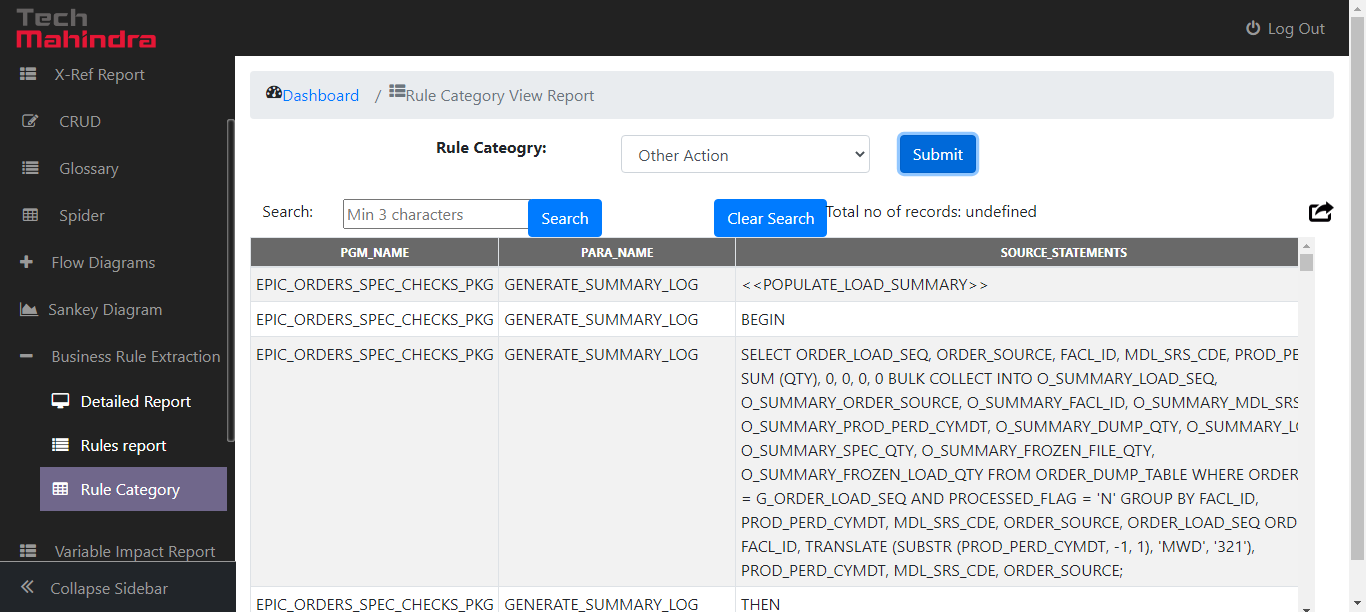 Tech
Mahindra
Log Out
X-Ref Report
CRUD
Glossary
Spider
Flow Diagrams
Sankey Diagram
Business Rule Extraction
Detailed Report
Rules report
Rule Category
Variable Impact Report
Collapse Sidebar
Dashboard / Rule Category View Report
Rule Cateogry: Other Action Submit
Search: Min 3 characters Search Clear Search Total no of records: undefined
PGM_NAME PARA_NAME SOURCE_STATEMENTS
EPIC_ORDERS_SPEC_CHECKS_PKG GENERATE_SUMMARY_LOG <<POPULATE_LOAD_SUMMARY>>
EPIC_ORDERS_SPEC_CHECKS_PKG GENERATE_SUMMARY_LOG BEGIN
EPIC_ORDERS_SPEC_CHECKS_PKG GENERATE_SUMMARY_LOG SELECT ORDER_LOAD_SEQ, ORDER_SOURCE, FACL_ID, MDL_SRS_CDE, PROD_PE
SUM (QTY), 0, 0, 0, 0 BULK COLLECT INTO O_SUMMARY_LOAD_SEQ,
O_SUMMARY_ORDER_SOURCE, O_SUMMARY_FACL_ID, O_SUMMARY_MDL_SRS
O_SUMMARY_PROD_PERD_CYMDT, O_SUMMARY_DUMP_QTY, O_SUMMARY_L
O_SUMMARY_SPEC_QTY, O_SUMMARY_FROZEN_FILE_QTY,
O_SUMMARY_FROZEN_LOAD_QTY FROM ORDER_DUMP_TABLE WHERE ORDER
= G_ORDER_LOAD_SEQ AND PROCESSED_FLAG = 'N' GROUP BY FACL_ID,
PROD_PERD_CYMDT, MDL_SRS_CDE, ORDER_SOURCE, ORDER_LOAD_SEQ ORD
FACL_ID, TRANSLATE (SUBSTR (PROD_PERD_CYMDT, -1, 1), 'MWD', '321'),
PROD_PERD_CYMDT, MDL_SRS_CDE, ORDER_SOURCE;
EPIC_ORDERS_SPEC_CHECKS_PKG GENERATE_SUMMARY_LOG THEN